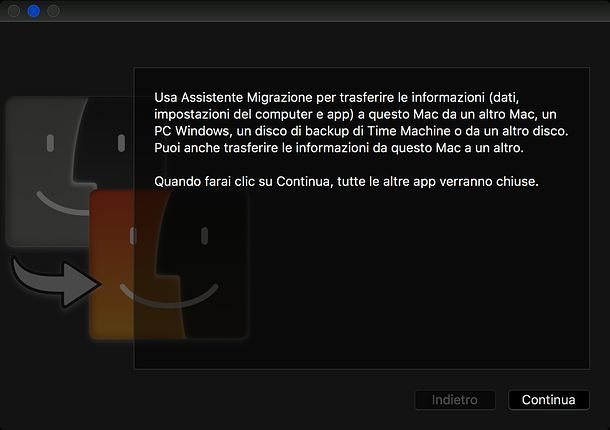 Usa Assistente Migrazione per trasferire le informazioni (dati,
impostazioni del computer e app) a questo Mac da un altro Mac, un
PC Windows, un disco di backup di Time Machine o da un altro disco.
Puoi anche trasferire le informazioni da questo Mac a un altro.
Quando farai clic su Continua, tutte le altre app verranno chiuse.
Indietro
Continua